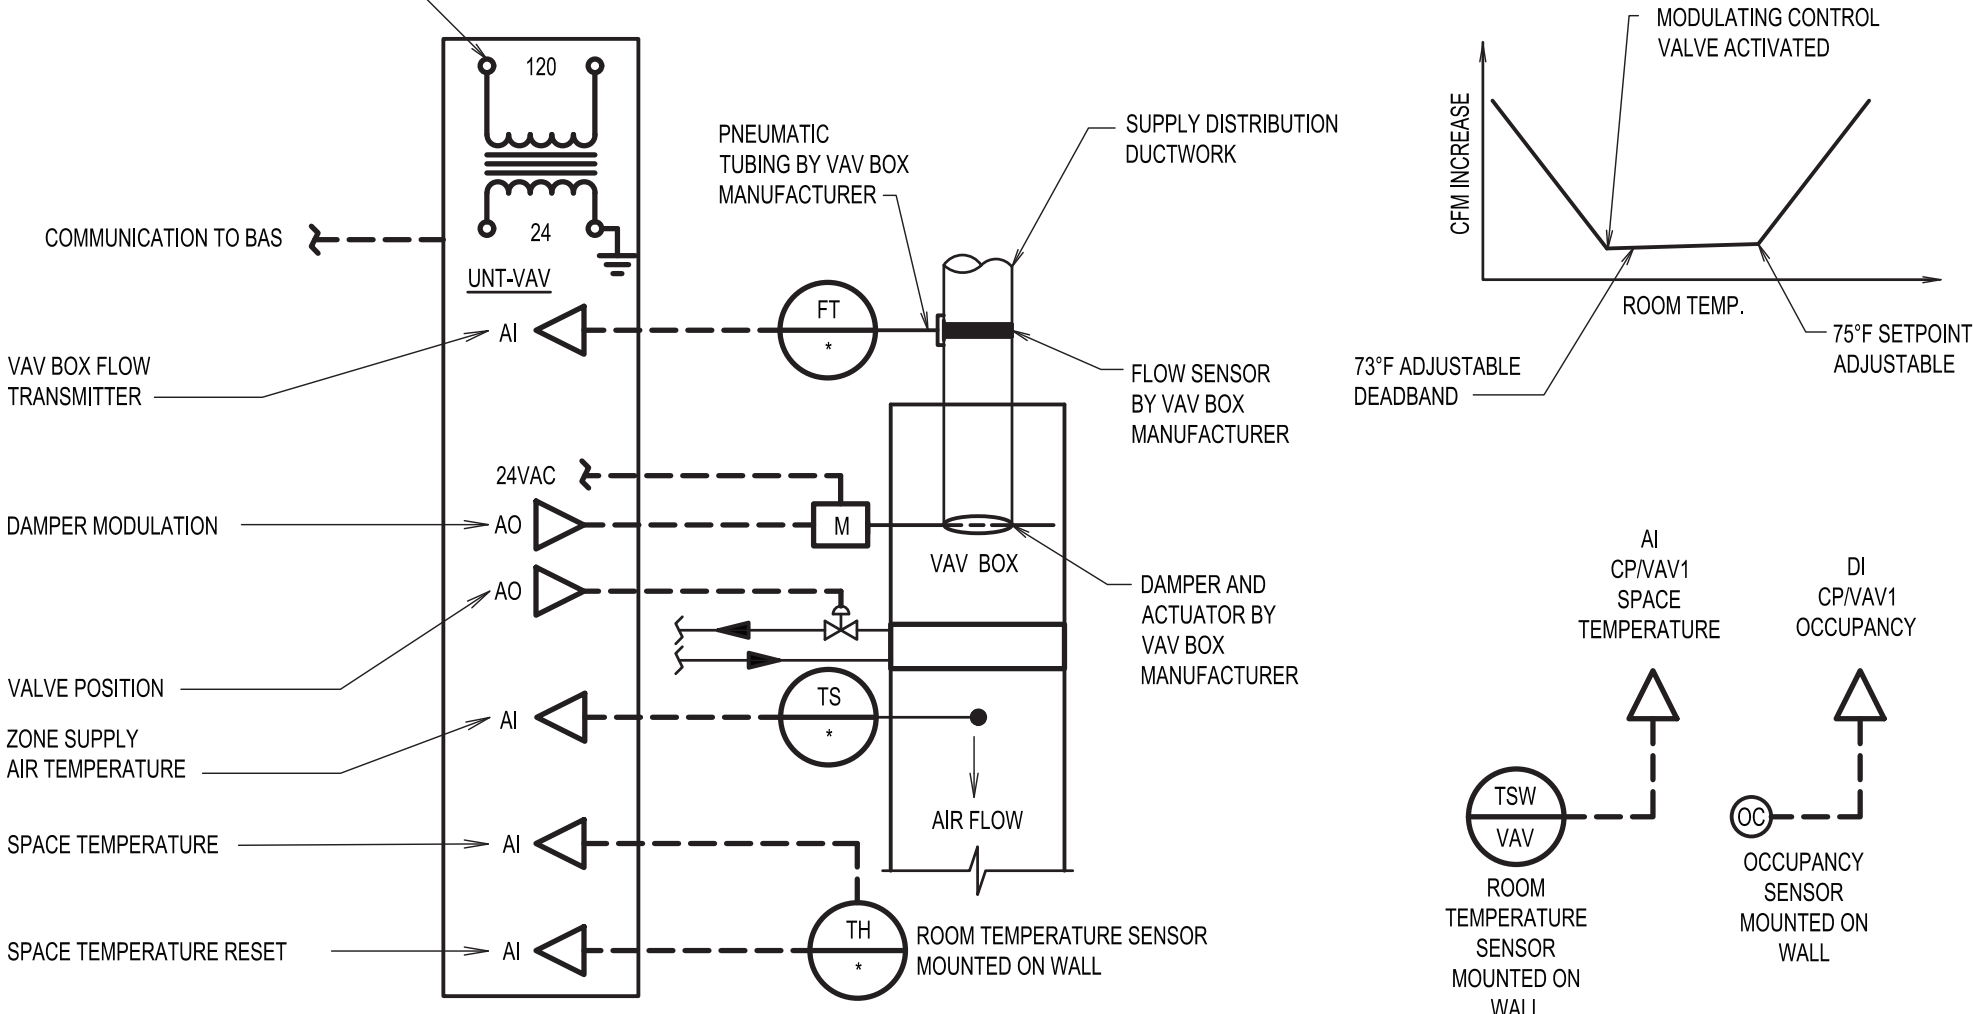 120
24
UNT-VAV
COMMUNICATION TO BAS
AI
VAV BOX FLOW
TRANSMITTER
24VAC
AO
DAMPER MODULATION
AO
VALVE POSITION
AI
ZONE SUPPLY
AIR TEMPERATURE
AI
SPACE TEMPERATURE
AI
SPACE TEMPERATURE RESET
PNEUMATIC
TUBING BY VAV BOX
MANUFACTURER
SUPPLY DISTRIBUTION
DUCTWORK
FT
*
FLOW SENSOR
BY VAV BOX
MANUFACTURER
M
VAV BOX
DAMPER AND
ACTUATOR BY
VAV BOX
MANUFACTURER
TS
*
AIR FLOW
TH
*
ROOM TEMPERATURE SENSOR
MOUNTED ON WALL
MODULATING CONTROL
VALVE ACTIVATED
CFM INCREASE
ROOM TEMP.
75°F SETPOINT
ADJUSTABLE
73°F ADJUSTABLE
DEADBAND
AI
CP/VAV1
SPACE
TEMPERATURE
DI
CP/VAV1
OCCUPANCY
TSW
VAV
ROOM
TEMPERATURE
SENSOR
MOUNTED ON
WALL
OC
OCCUPANCY
SENSOR
MOUNTED ON
WALL